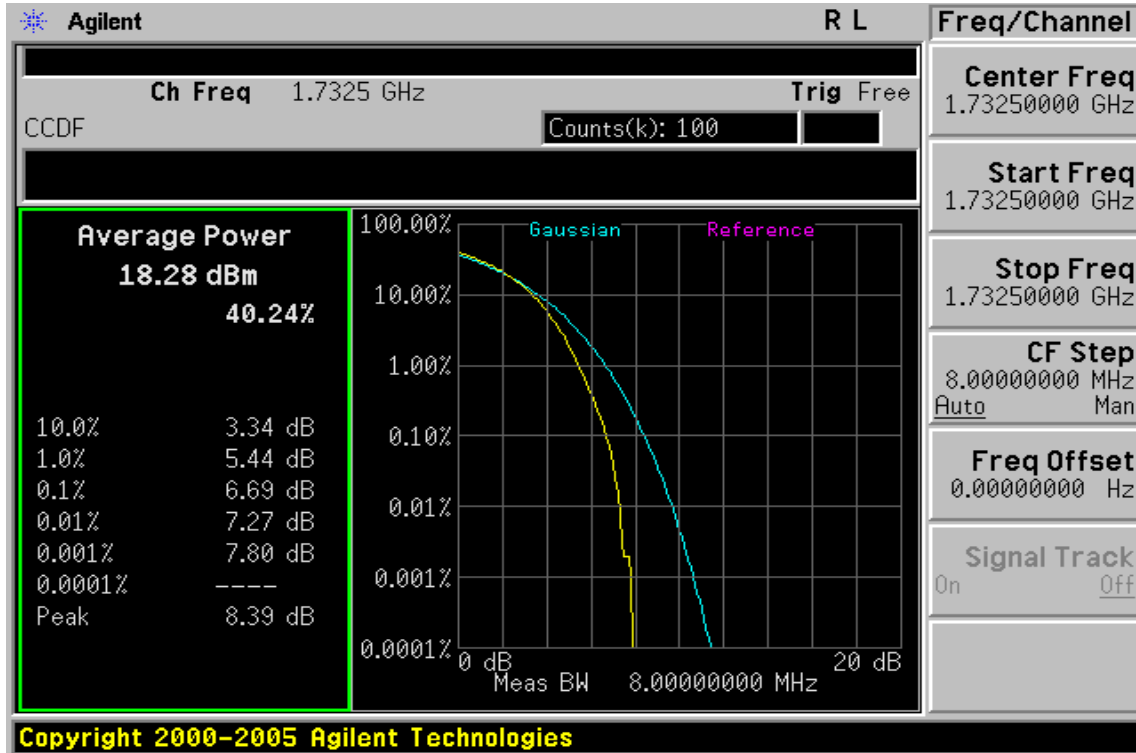 Agilent R L
Ch Freq 1.7325 GHz Trig Free
CCDF Counts(k): 100
Average Power
18.28 dBm
40.24%
10.0% 3.34 dB
1.0% 5.44 dB
0.1% 6.69 dB
0.01% 7.27 dB
0.001% 7.80 dB
0.0001% ----
Peak 8.39 dB
Gaussian Reference
100.00%
10.00%
1.00%
0.10%
0.01%
0.001%
0.0001%
0 dB 20 dB
Meas BW 8.00000000 MHz
Freq/Channel
Center Freq
1.73250000 GHz
Start Freq
1.73250000 GHz
Stop Freq
1.73250000 GHz
CF Step
8.00000000 MHz
Auto Man
Freq Offset
0.00000000 Hz
Signal Track
On Off
Copyright 2000-2005 Agilent Technologies